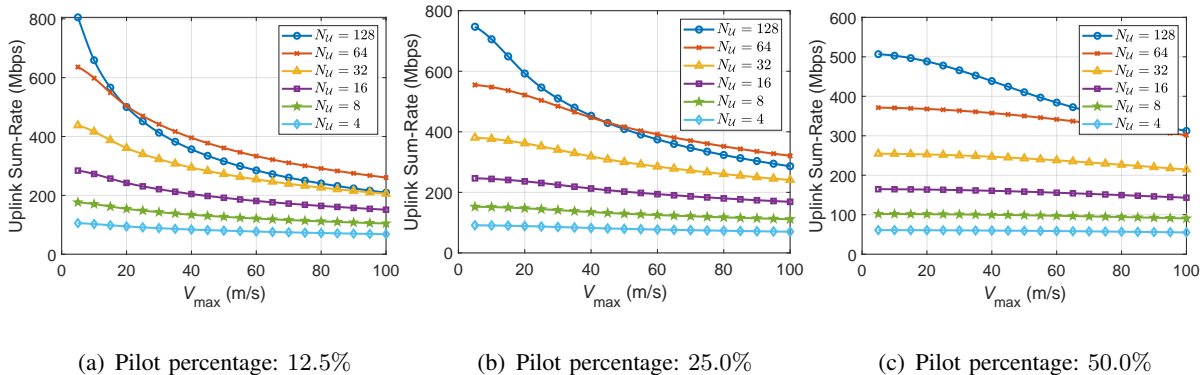 800
600
400
200
0
Uplink Sum-Rate (Mbps)
0 20 40 60 80 100
V_max (m/s)
N_𝒰 = 128
N_𝒰 = 64
N_𝒰 = 32
N_𝒰 = 16
N_𝒰 = 8
N_𝒰 = 4
(a) Pilot percentage: 12.5%
800
600
400
200
0
Uplink Sum-Rate (Mbps)
0 20 40 60 80 100
V_max (m/s)
N_𝒰 = 128
N_𝒰 = 64
N_𝒰 = 32
N_𝒰 = 16
N_𝒰 = 8
N_𝒰 = 4
(b) Pilot percentage: 25.0%
600
500
400
300
200
100
0
Uplink Sum-Rate (Mbps)
0 20 40 60 80 100
V_max (m/s)
N_𝒰 = 128
N_𝒰 = 64
N_𝒰 = 32
N_𝒰 = 16
N_𝒰 = 8
N_𝒰 = 4
(c) Pilot percentage: 50.0%